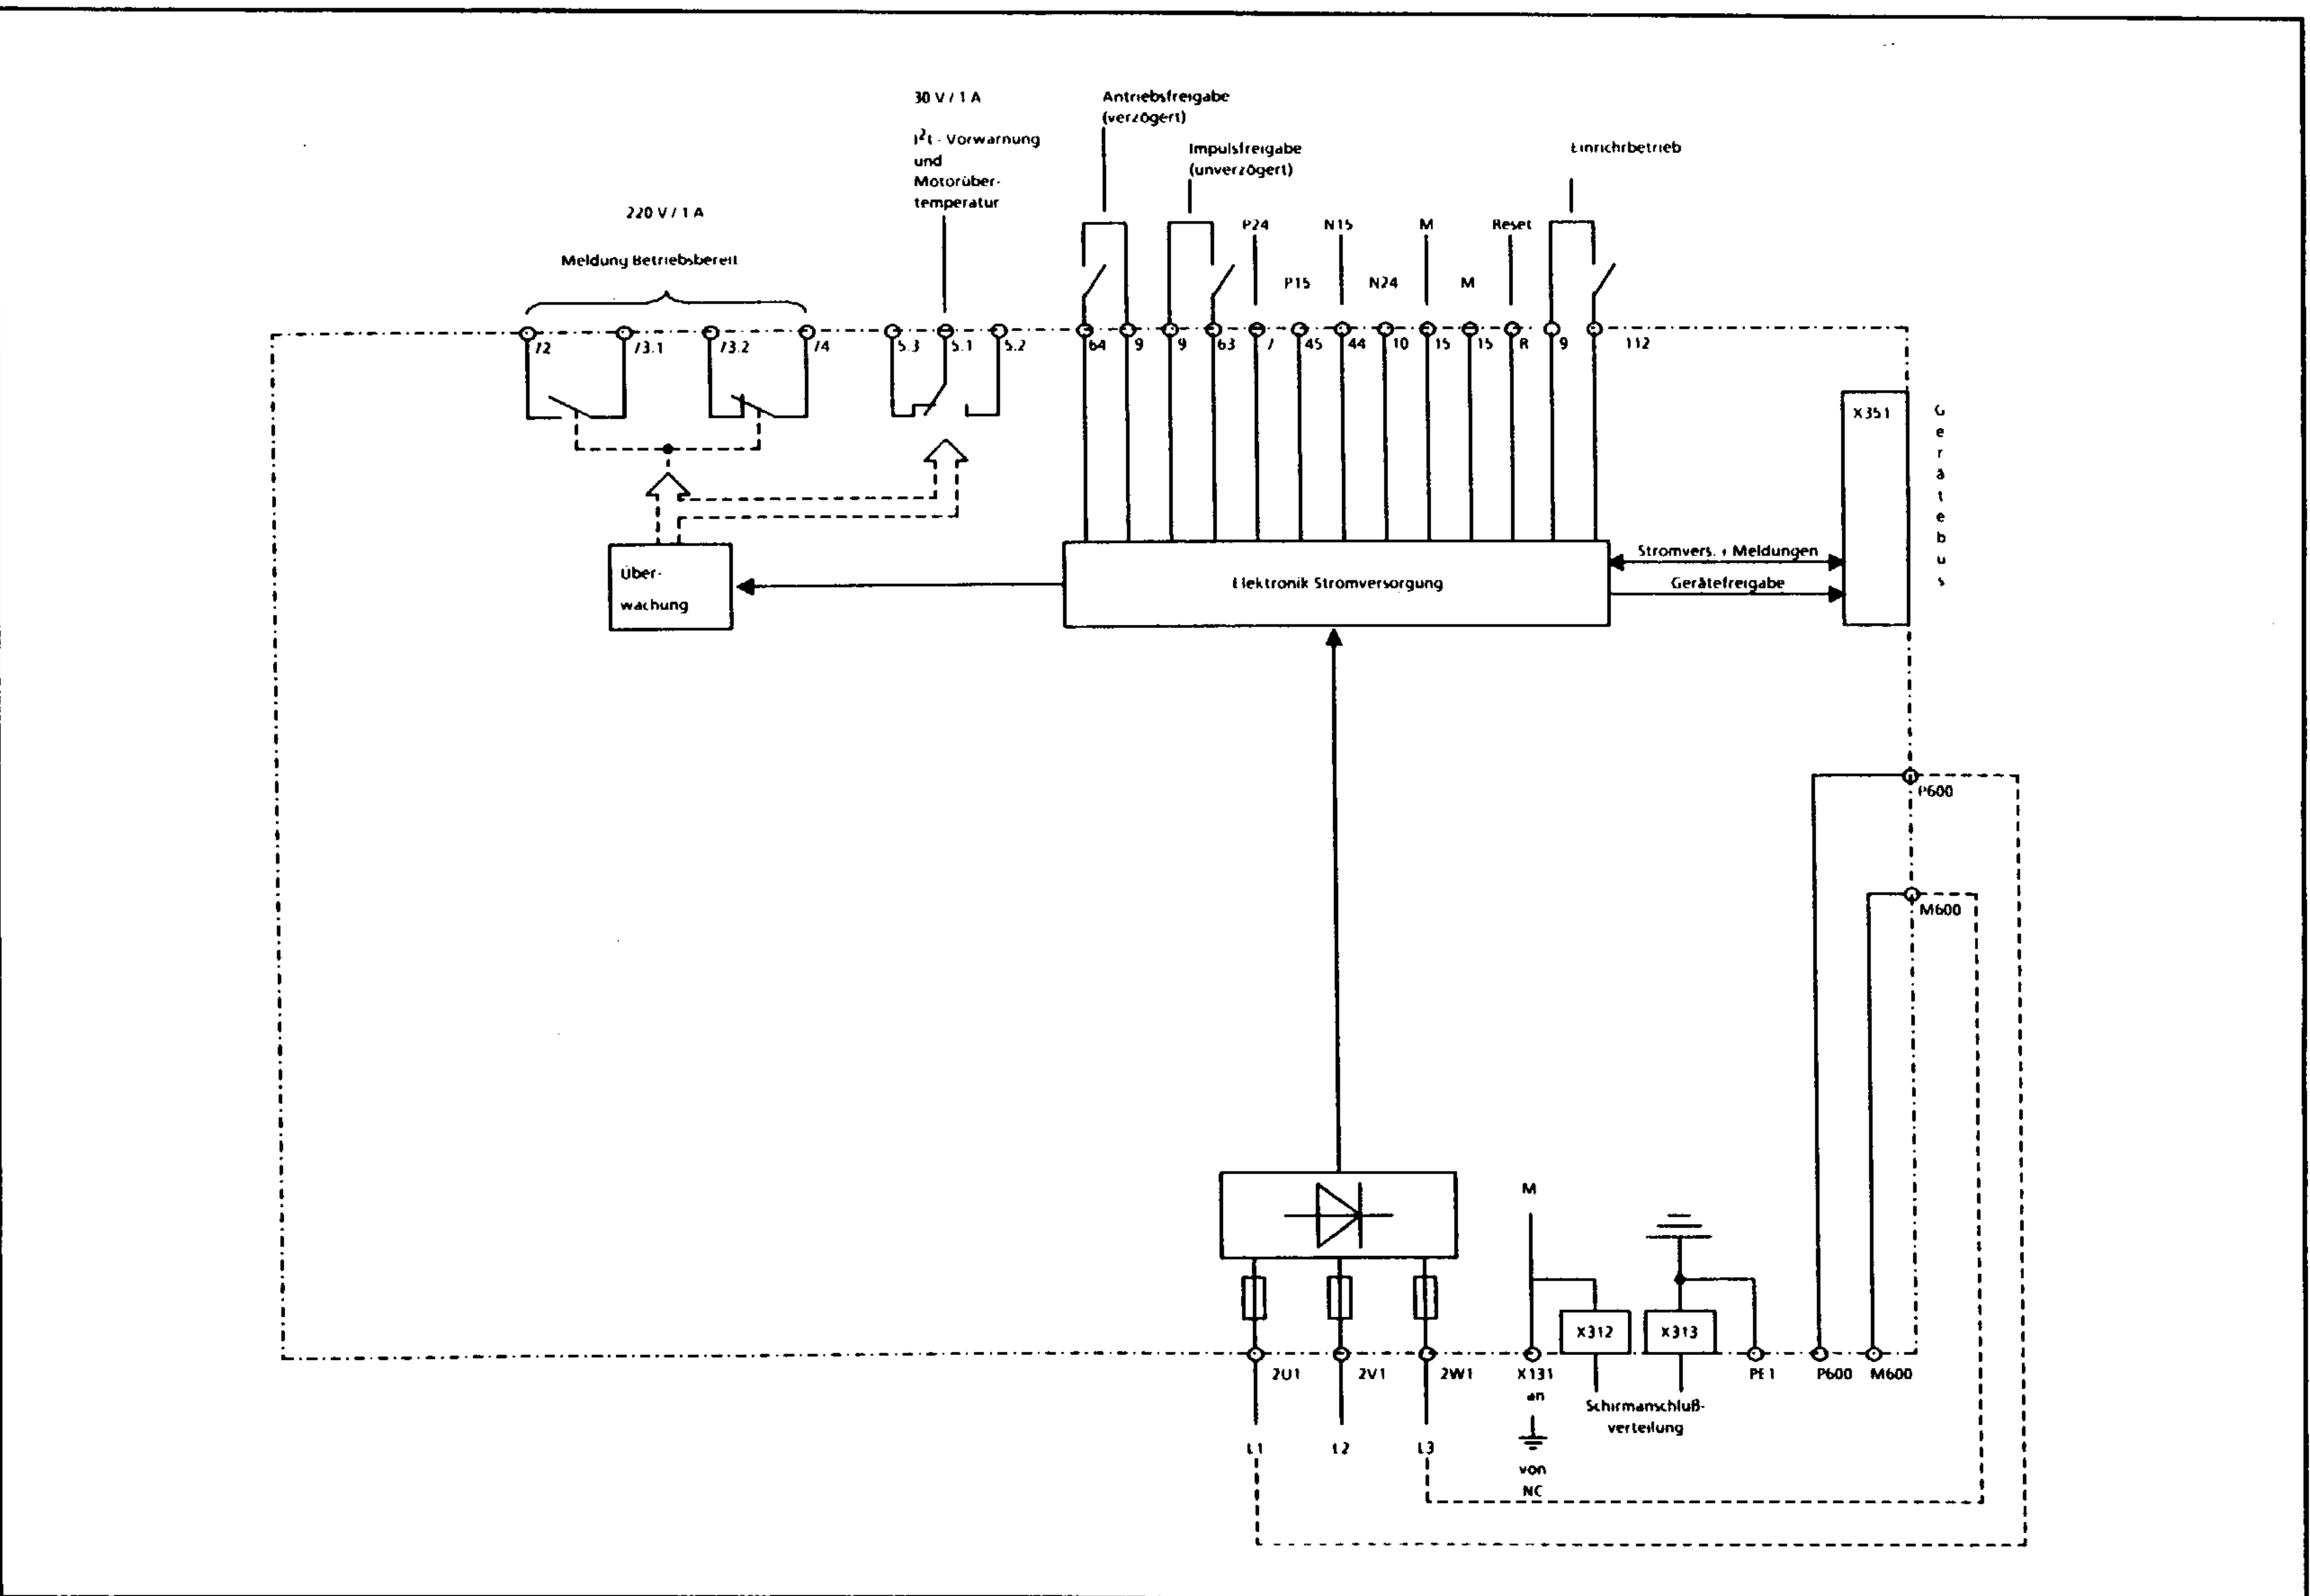 30 V / 1 A
I²t - Vorwarnung
und
Motorüber-
temperatur
Antriebsfreigabe
(verzögert)
Impulsfreigabe
(unverzögert)
Einrichrbetrieb
220 V / 1 A
Meldung Betriebsbereit
P24
N15
M
Reset
P15
N24
M
72
73.1
73.2
74
5.3
5.1
5.2
64
9
9
63
7
45
44
10
15
15
R
9
112
X351
Gerätebus
Stromvers. + Meldungen
Gerätefreigabe
Über-
wachung
Elektronik Stromversorgung
P600
M600
M
X312
X313
2U1
2V1
2W1
X131
PE1
P600
M600
an
Schirmanschluß-
verteilung
L1
L2
L3
von
NC